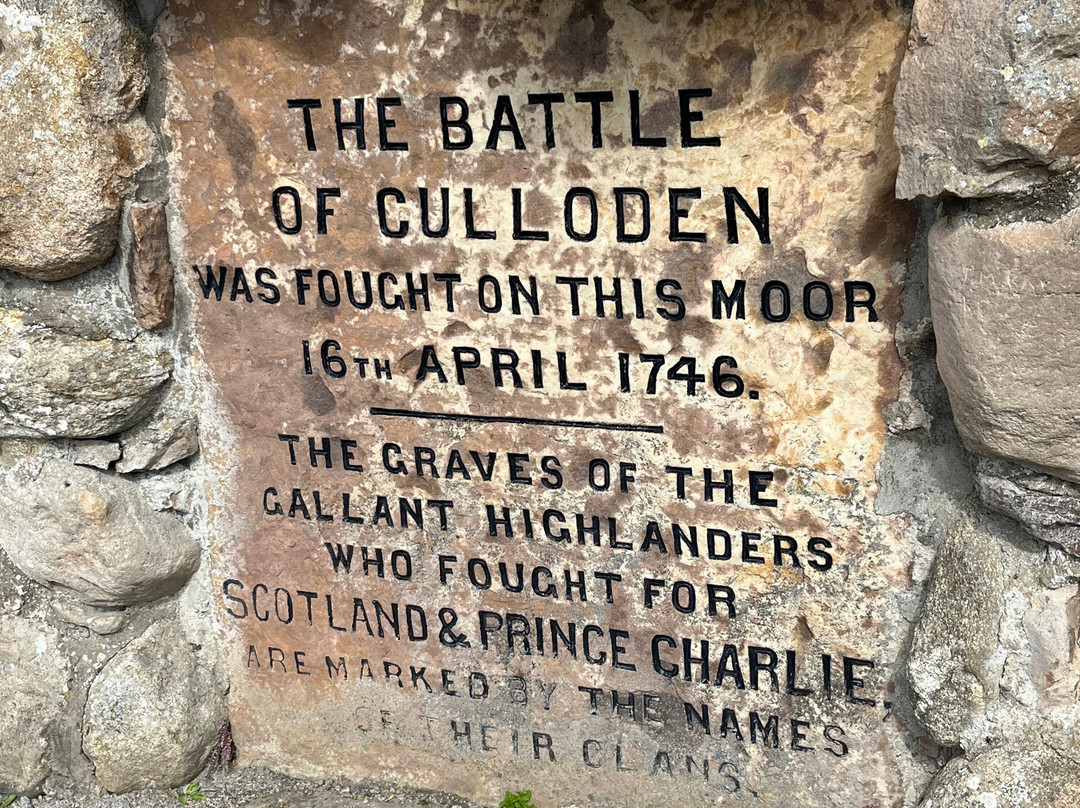 THE BATTLE
OF CULLODEN
WAS FOUGHT ON THIS MOOR
16TH APRIL 1746.
THE GRAVES OF THE
GALLANT HIGHLANDERS
WHO FOUGHT FOR
SCOTLAND & PRINCE CHARLIE,
ARE MARKED BY THE NAMES
OF THEIR CLANS.